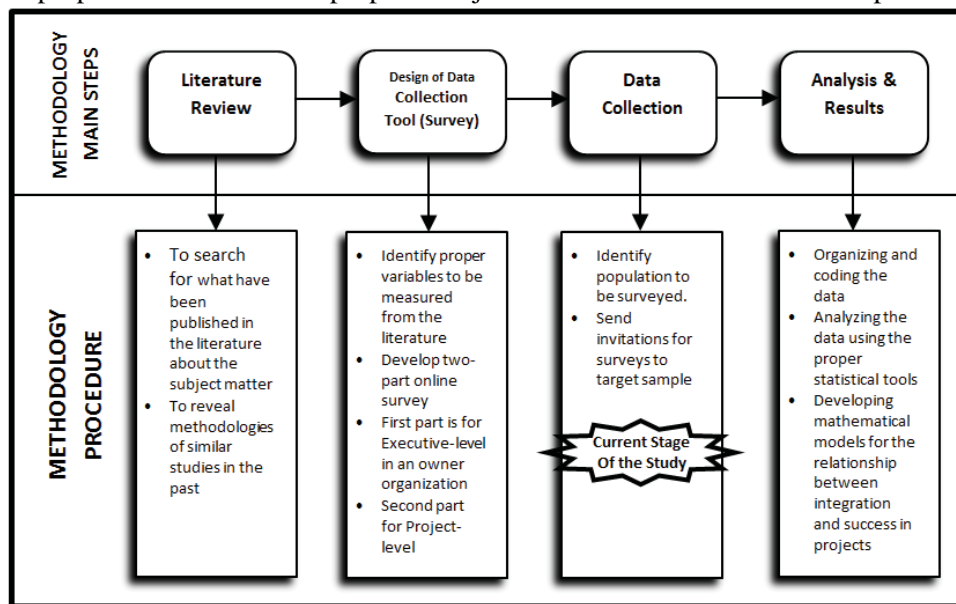 METHODOLOGY
MAIN STEPS
Literature
Review
Design of Data
Collection
Tool (Survey)
Data
Collection
Analysis &
Results
METHODOLOGY
PROCEDURE
• To search
for what have
been
published in
the literature
about the
subject matter
• To reveal
methodologies
of similar
studies in the
past
• Identify proper
variables to be
measured
from the
literature
• Develop two-
part online
survey
• First part is for
Executive-level
in an owner
organization
• Second part
for Project-
level
• Identify
population to
be surveyed.
• Send
invitations for
surveys to
target sample
Current Stage
Of the Study
• Organizing and
coding the
data
• Analyzing the
data using the
proper
statistical tools
• Developing
mathematical
models for the
relationship
between
integration
and success in
projects